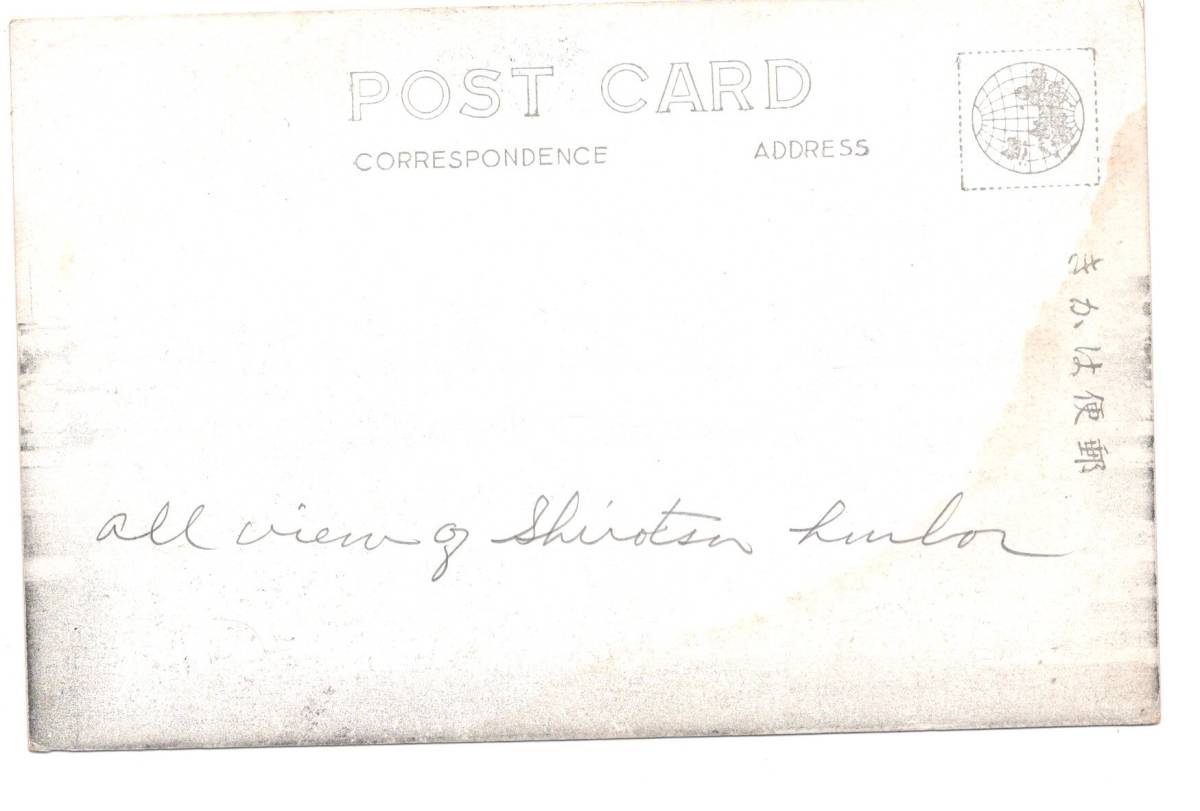 POST CARD
CORRESPONDENCE
ADDRESS
郵便はかき
all view of Shirotsu harbor